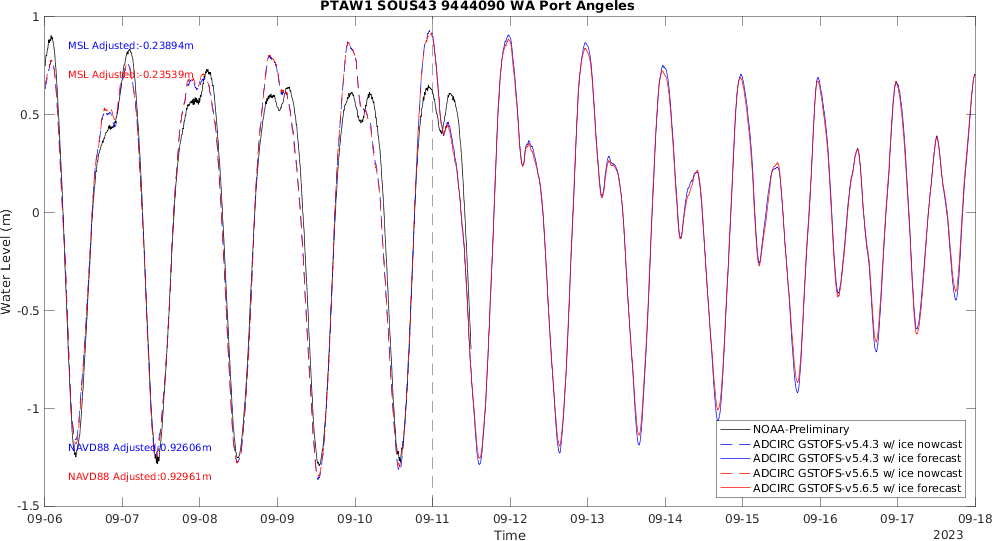 PTAW1 SOUS43 9444090 WA Port Angeles
MSL Adjusted:-0.23894m
MSL Adjusted:-0.23539m
NAVD88 Adjusted:0.92606m
NAVD88 Adjusted:0.92961m
Water Level (m)
1
0.5
0
-0.5
-1
-1.5
NOAA-Preliminary
ADCIRC GSTOFS-v5.4.3 w/ ice nowcast
ADCIRC GSTOFS-v5.4.3 w/ ice forecast
ADCIRC GSTOFS-v5.6.5 w/ ice nowcast
ADCIRC GSTOFS-v5.6.5 w/ ice forecast
09-06 09-07 09-08 09-09 09-10 09-11 09-12 09-13 09-14 09-15 09-16 09-17 09-18
Time
2023